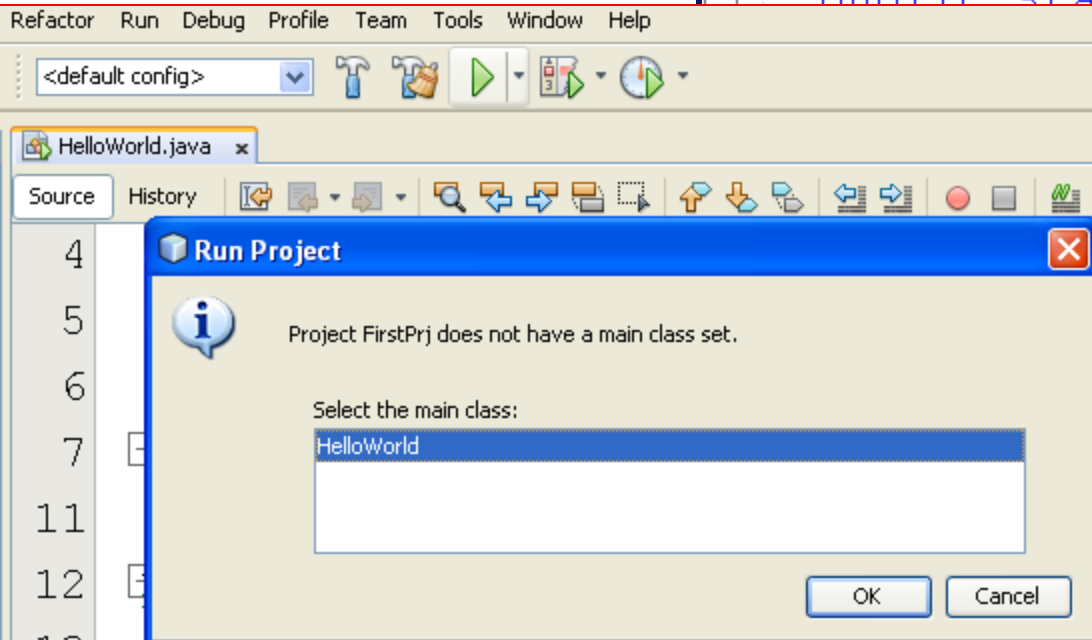 Refactor Run Debug Profile Team Tools Window Help
<default config>
HelloWorld.java x
Source History
4
Run Project
5
Project FirstPrj does not have a main class set.
6
Select the main class:
7
HelloWorld
11
12
OK Cancel